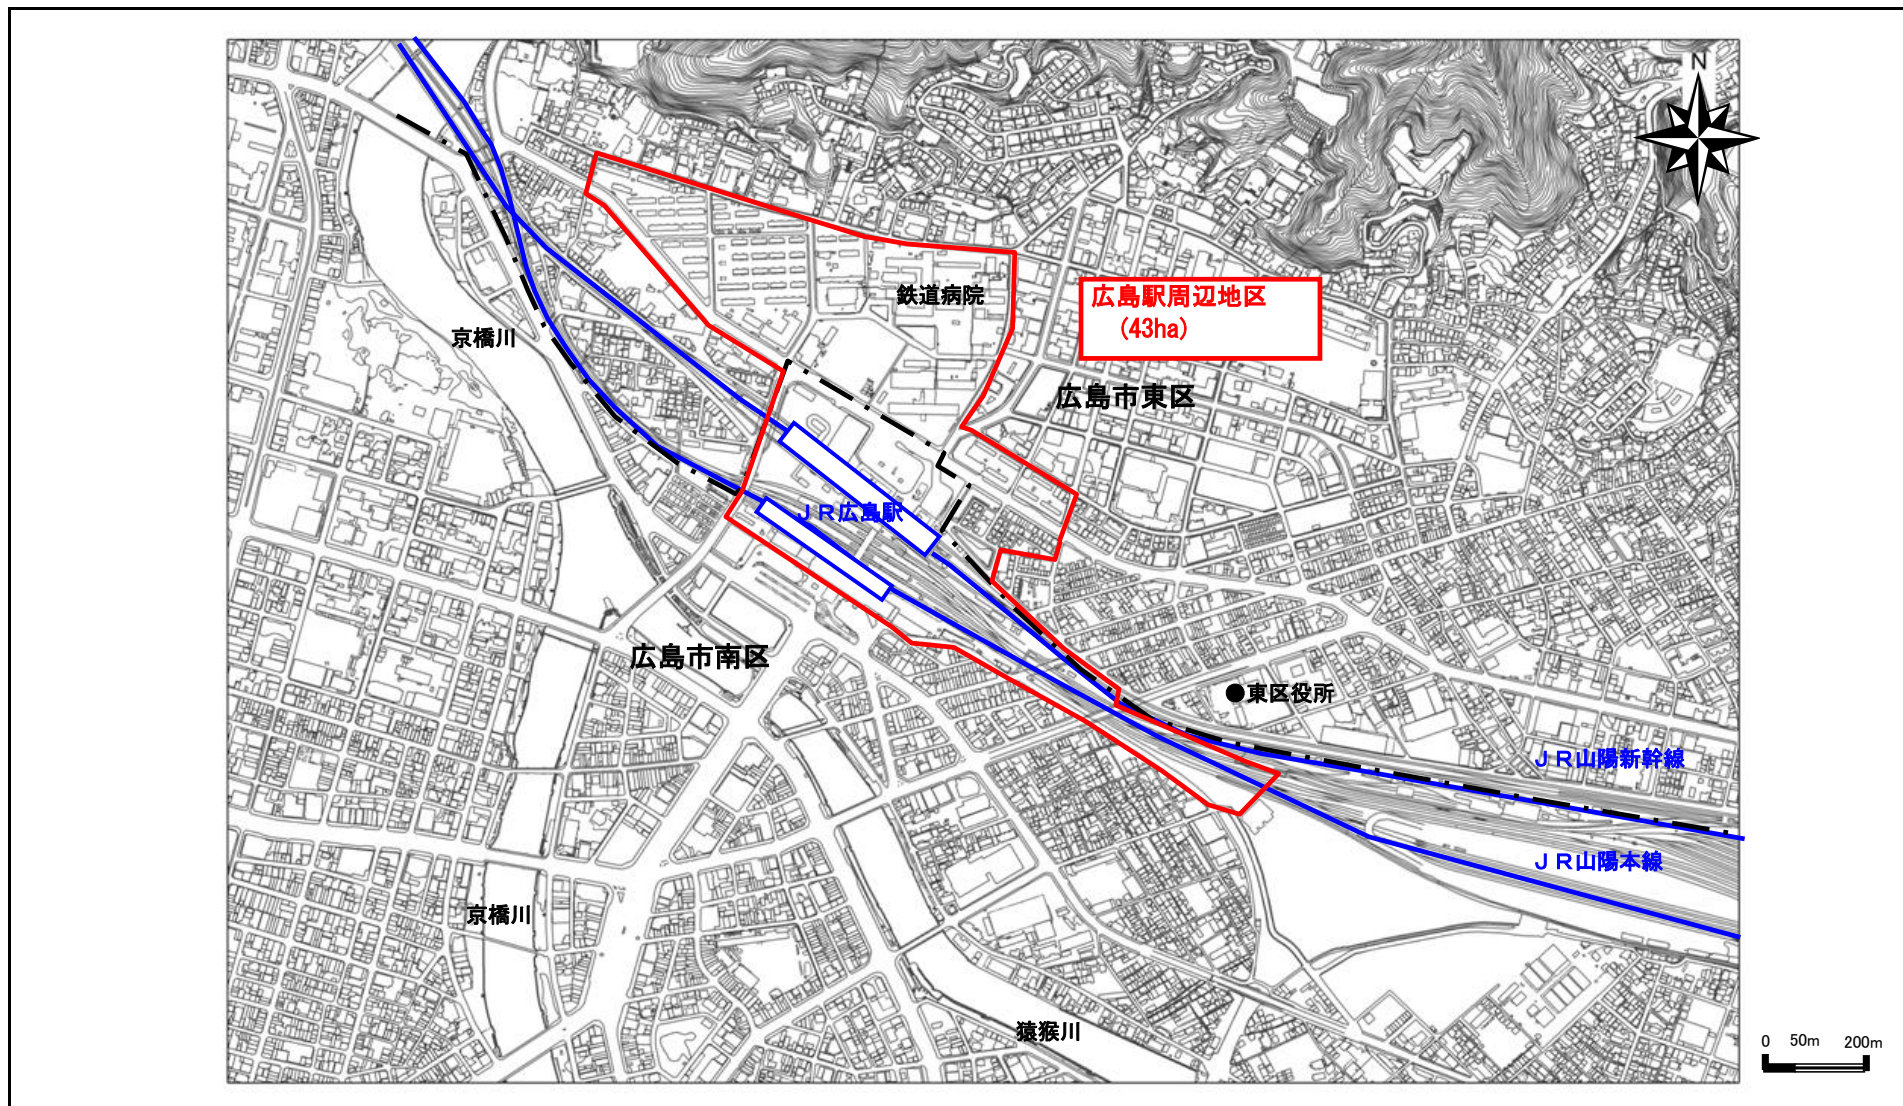 N
鉄道病院
広島駅周辺地区
(43ha)
京橋川
広島市東区
ＪＲ広島駅
広島市南区
●東区役所
ＪＲ山陽新幹線
ＪＲ山陽本線
京橋川
猿猴川
0 50m 200m